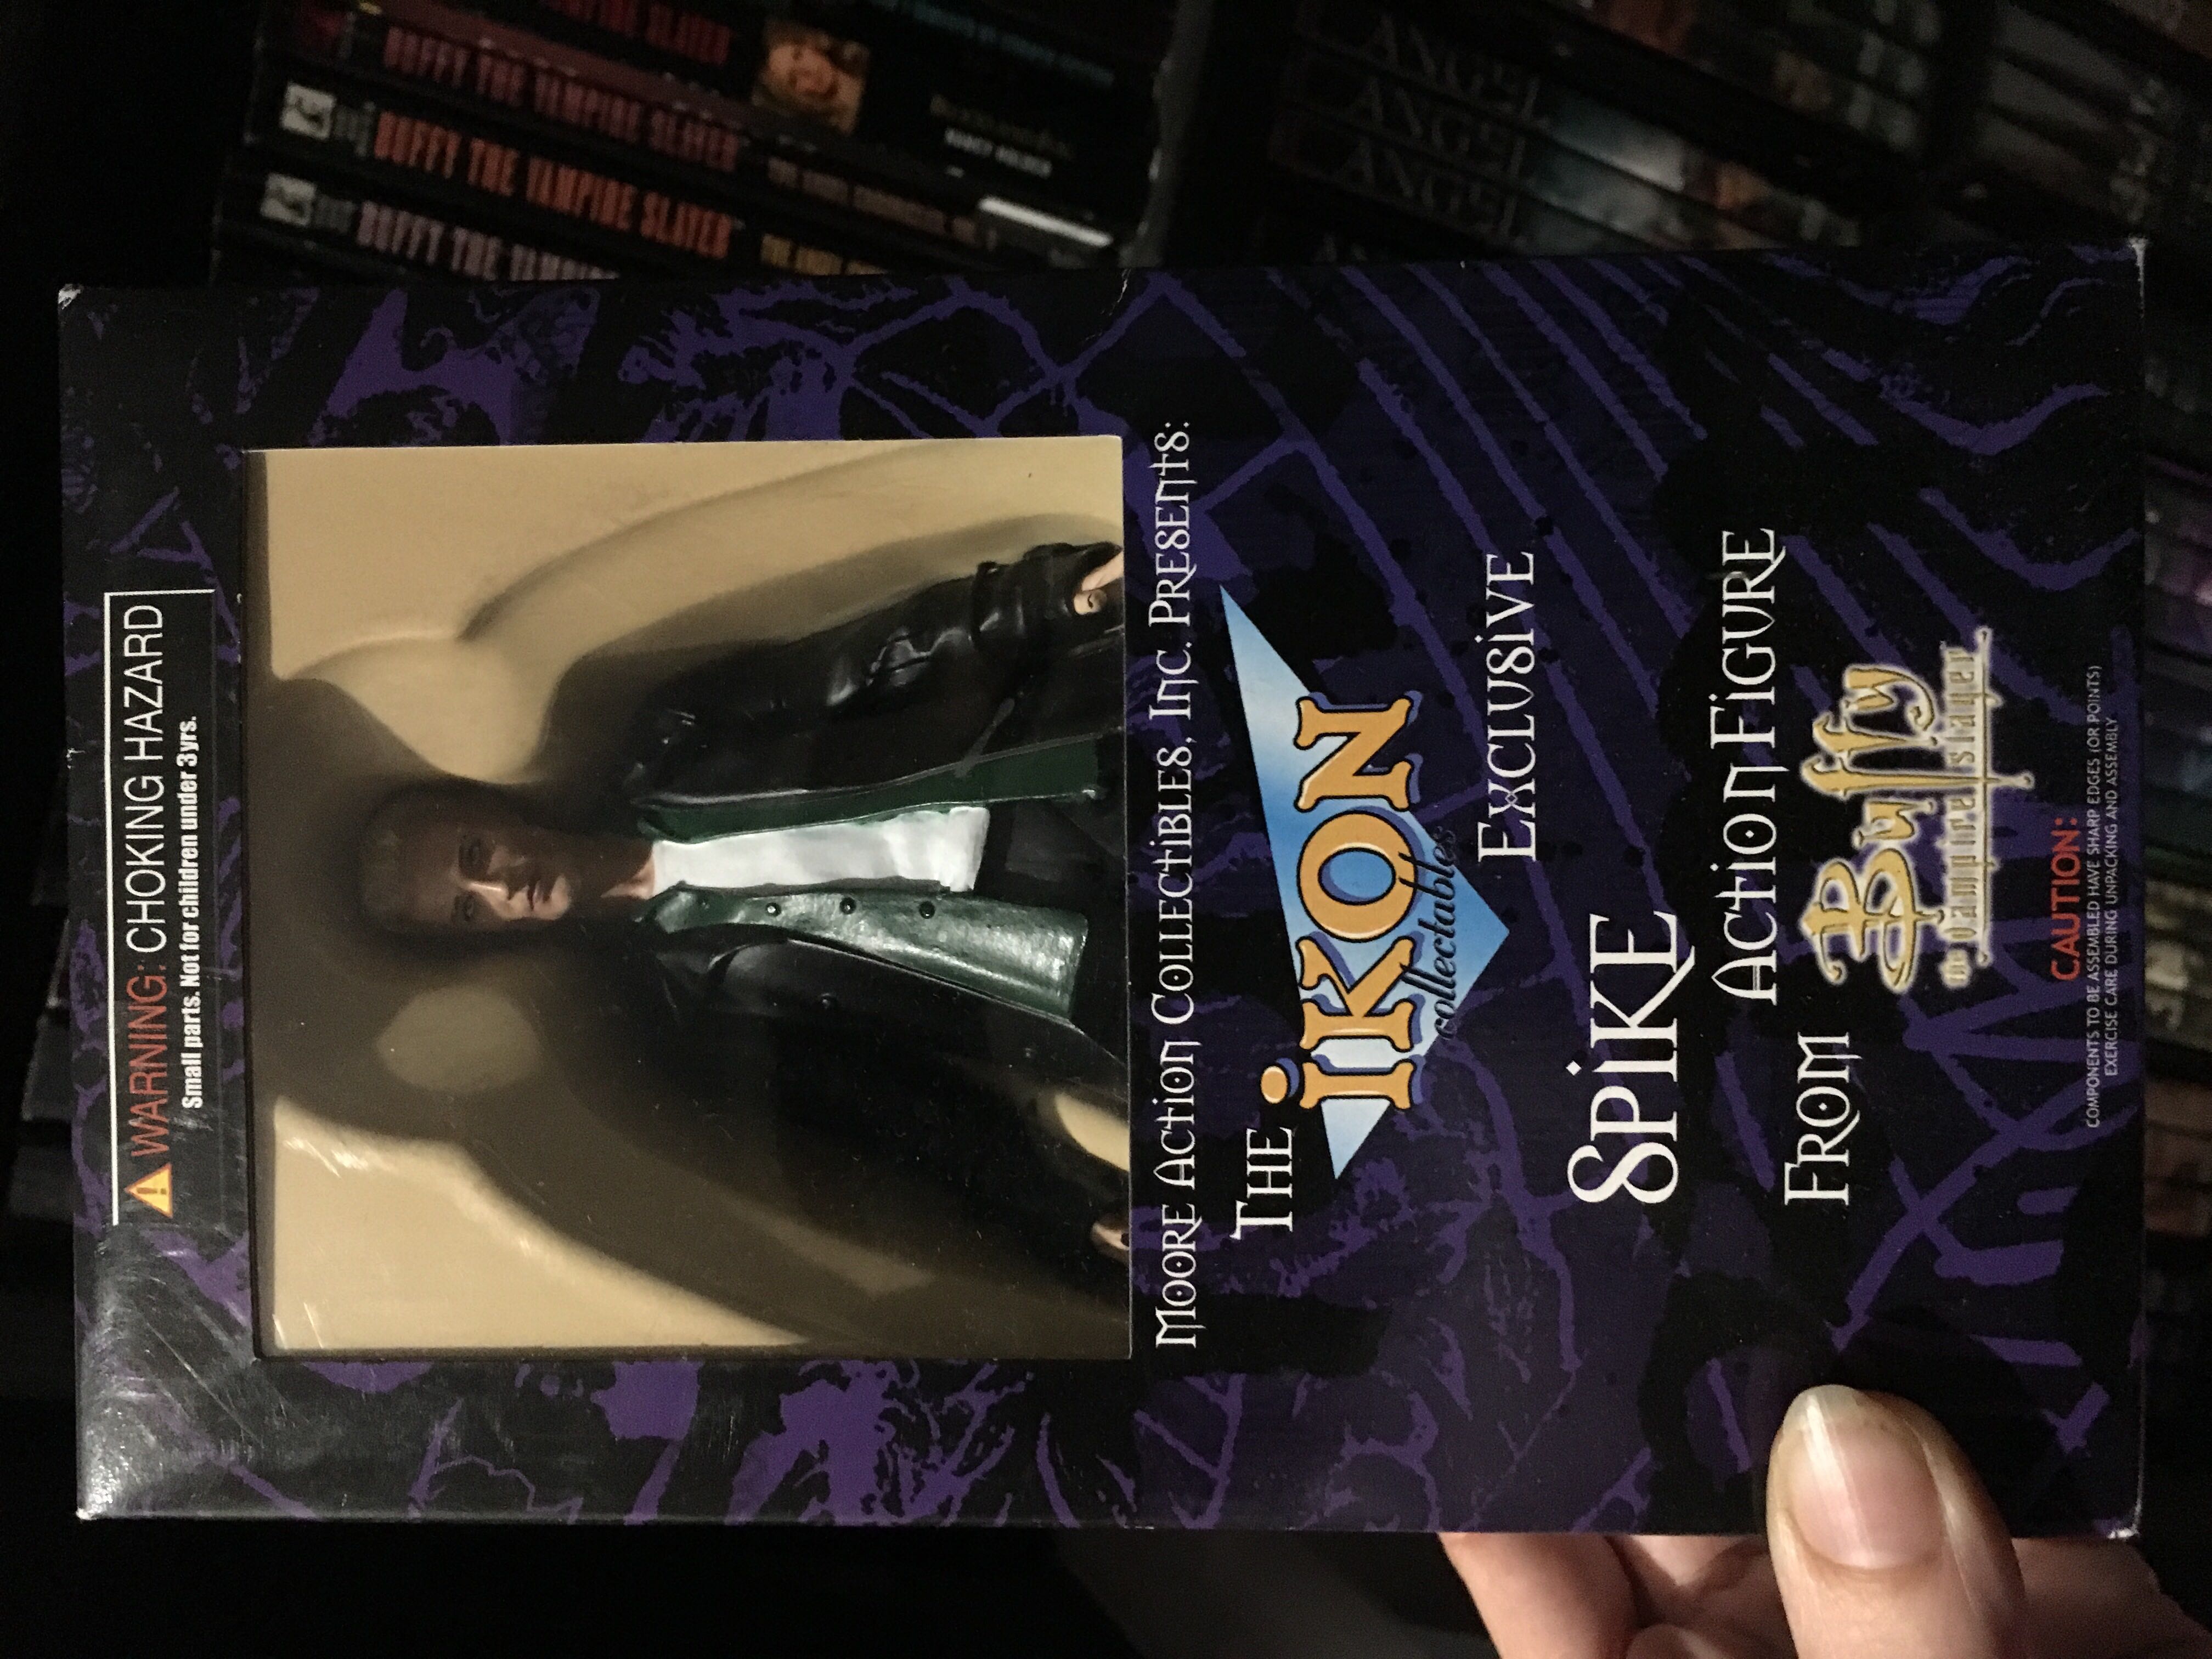 ⚠ WARNING: CHOKING HAZARD
Small parts. Not for children under 3yrs.
MOORE ACTION COLLECTIBLES, INC. PRESENTS:
THE
iKON
collectables
EXCLUSIVE
SPIKE
ACTION FIGURE
FROM
Buffy
the vampire slayer
CAUTION:
COMPONENTS TO BE ASSEMBLED HAVE SHARP EDGES (OR POINTS)
EXERCISE CARE DURING UNPACKING AND ASSEMBLY
SLAYER
BUFFY THE VAMPIRE SLAYER
BUFFY THE VAMPIRE SLAYER
BUFFY THE
NANCY HOLDER
ANGEL
ANGEL
ANGEL